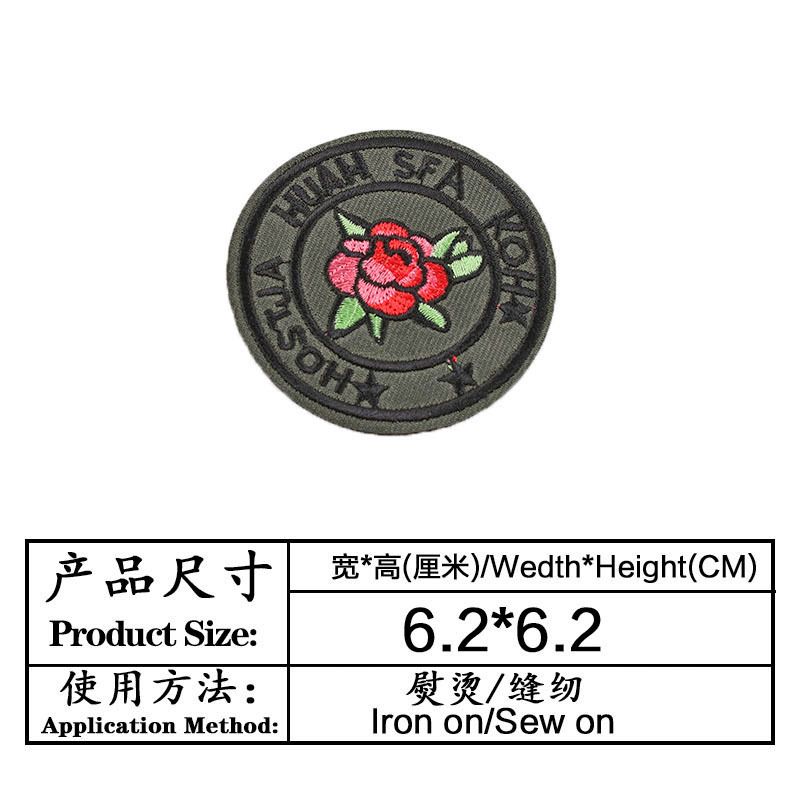 HOSTJA HUAH SFA KOH
产品尺寸
Product Size:
宽*高(厘米)/Wedth*Height(CM)
6.2*6.2
使用方法:
Application Method:
熨烫/缝纫
Iron on/Sew on